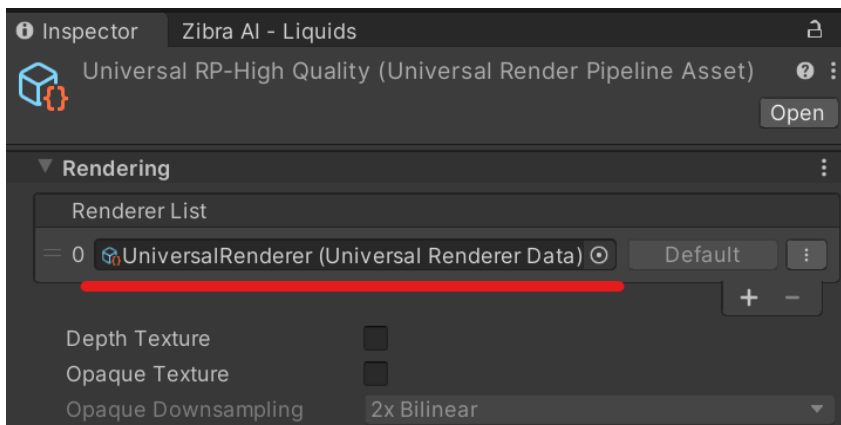 Inspector Zibra AI - Liquids
Universal RP-High Quality (Universal Render Pipeline Asset)
Open
Rendering
Renderer List
0 UniversalRenderer (Universal Renderer Data) Default
+ -
Depth Texture
Opaque Texture
Opaque Downsampling 2x Bilinear